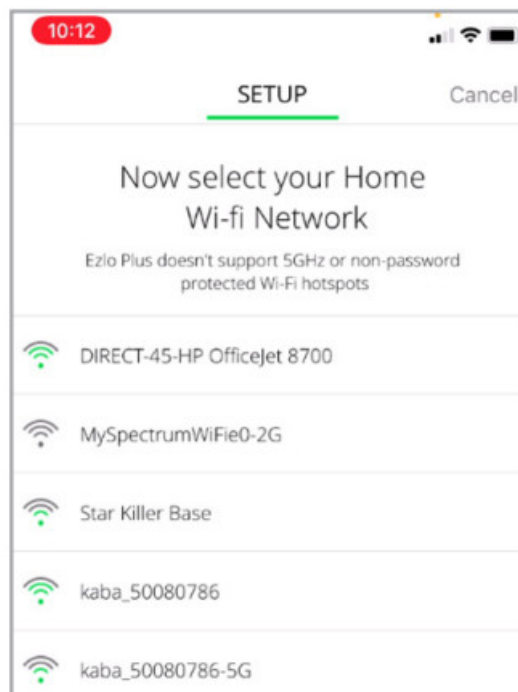 10:12
SETUP
Cancel
Now select your Home
Wi-fi Network
Ezlo Plus doesn't support 5GHz or non-password
protected Wi-Fi hotspots
DIRECT-45-HP OfficeJet 8700
MySpectrumWiFie0-2G
Star Killer Base
kaba_50080786
kaba_50080786-5G